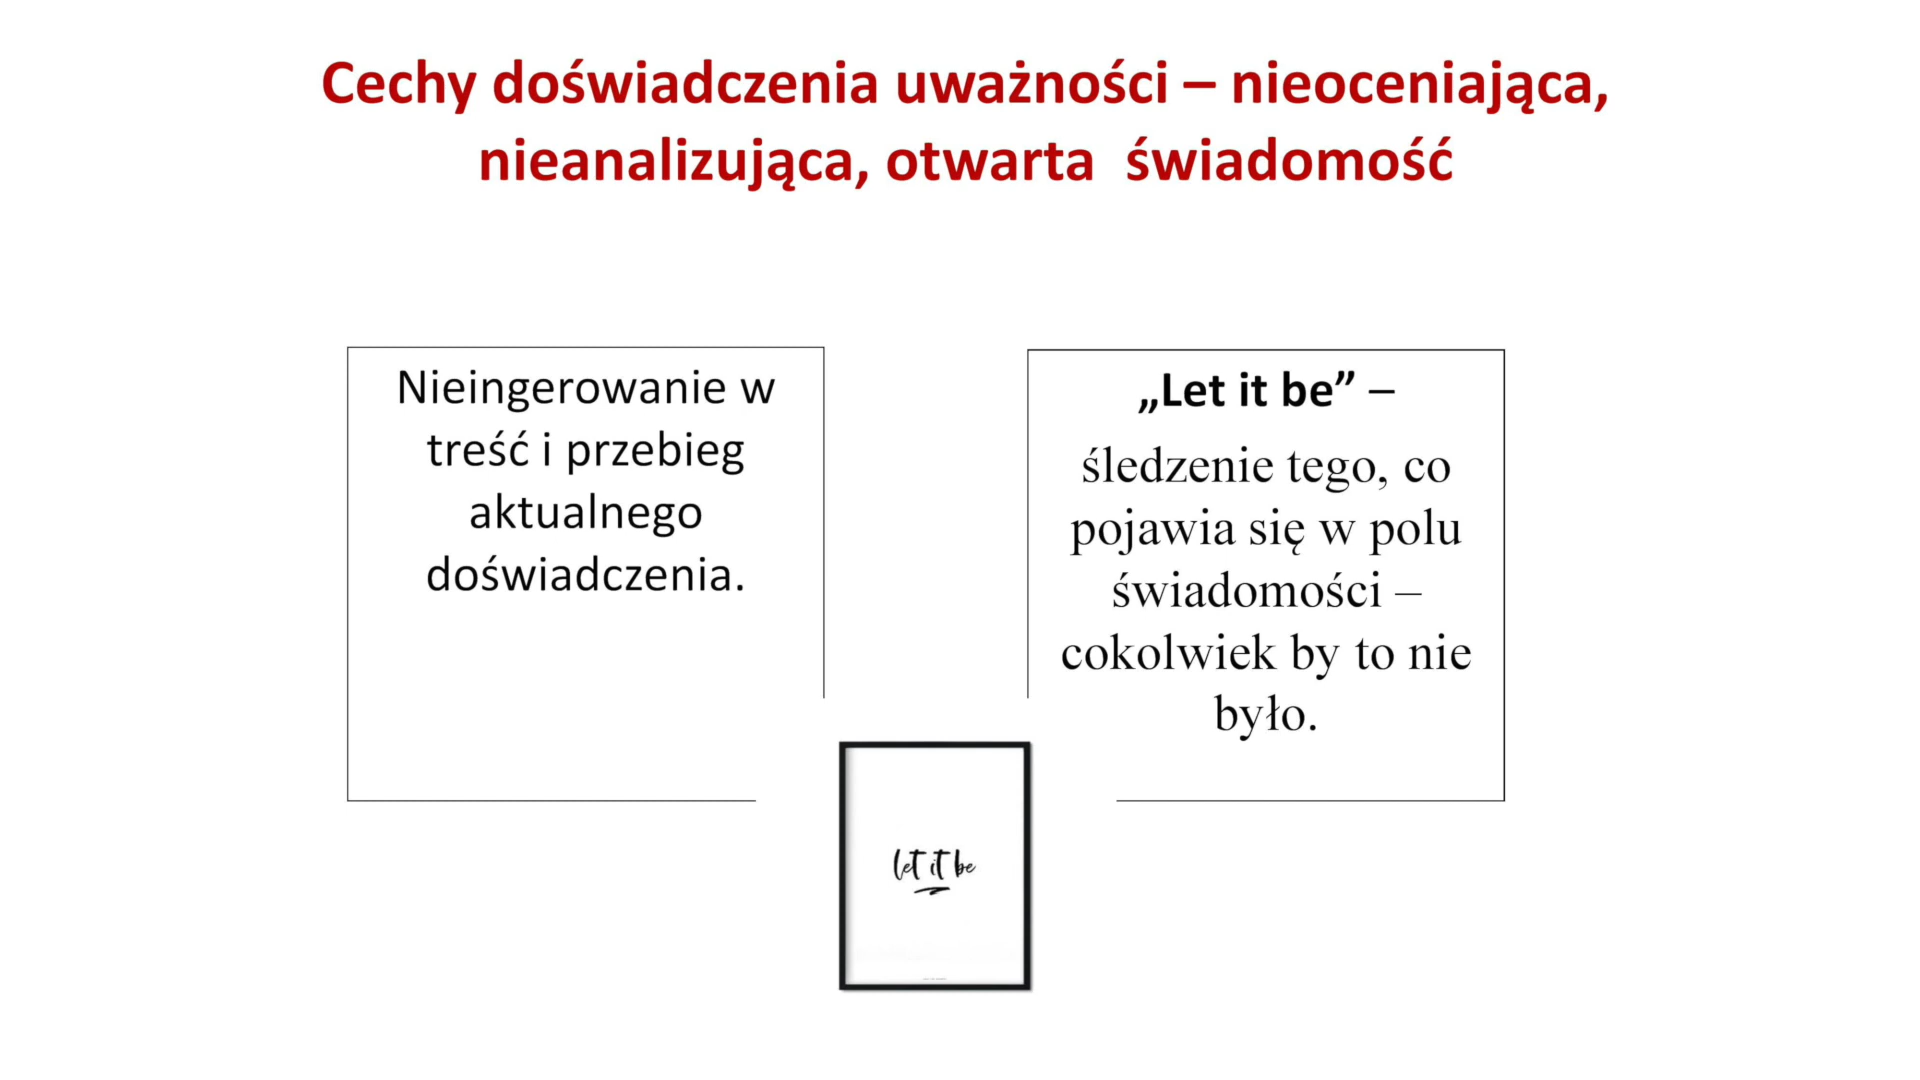 Cechy doświadczenia uważności – nieoceniająca,
nieanalizująca, otwarta świadomość
Nieingerowanie w
treść i przebieg
aktualnego
doświadczenia.
„Let it be” –
śledzenie tego, co
pojawia się w polu
świadomości –
cokolwiek by to nie
było.
let it be